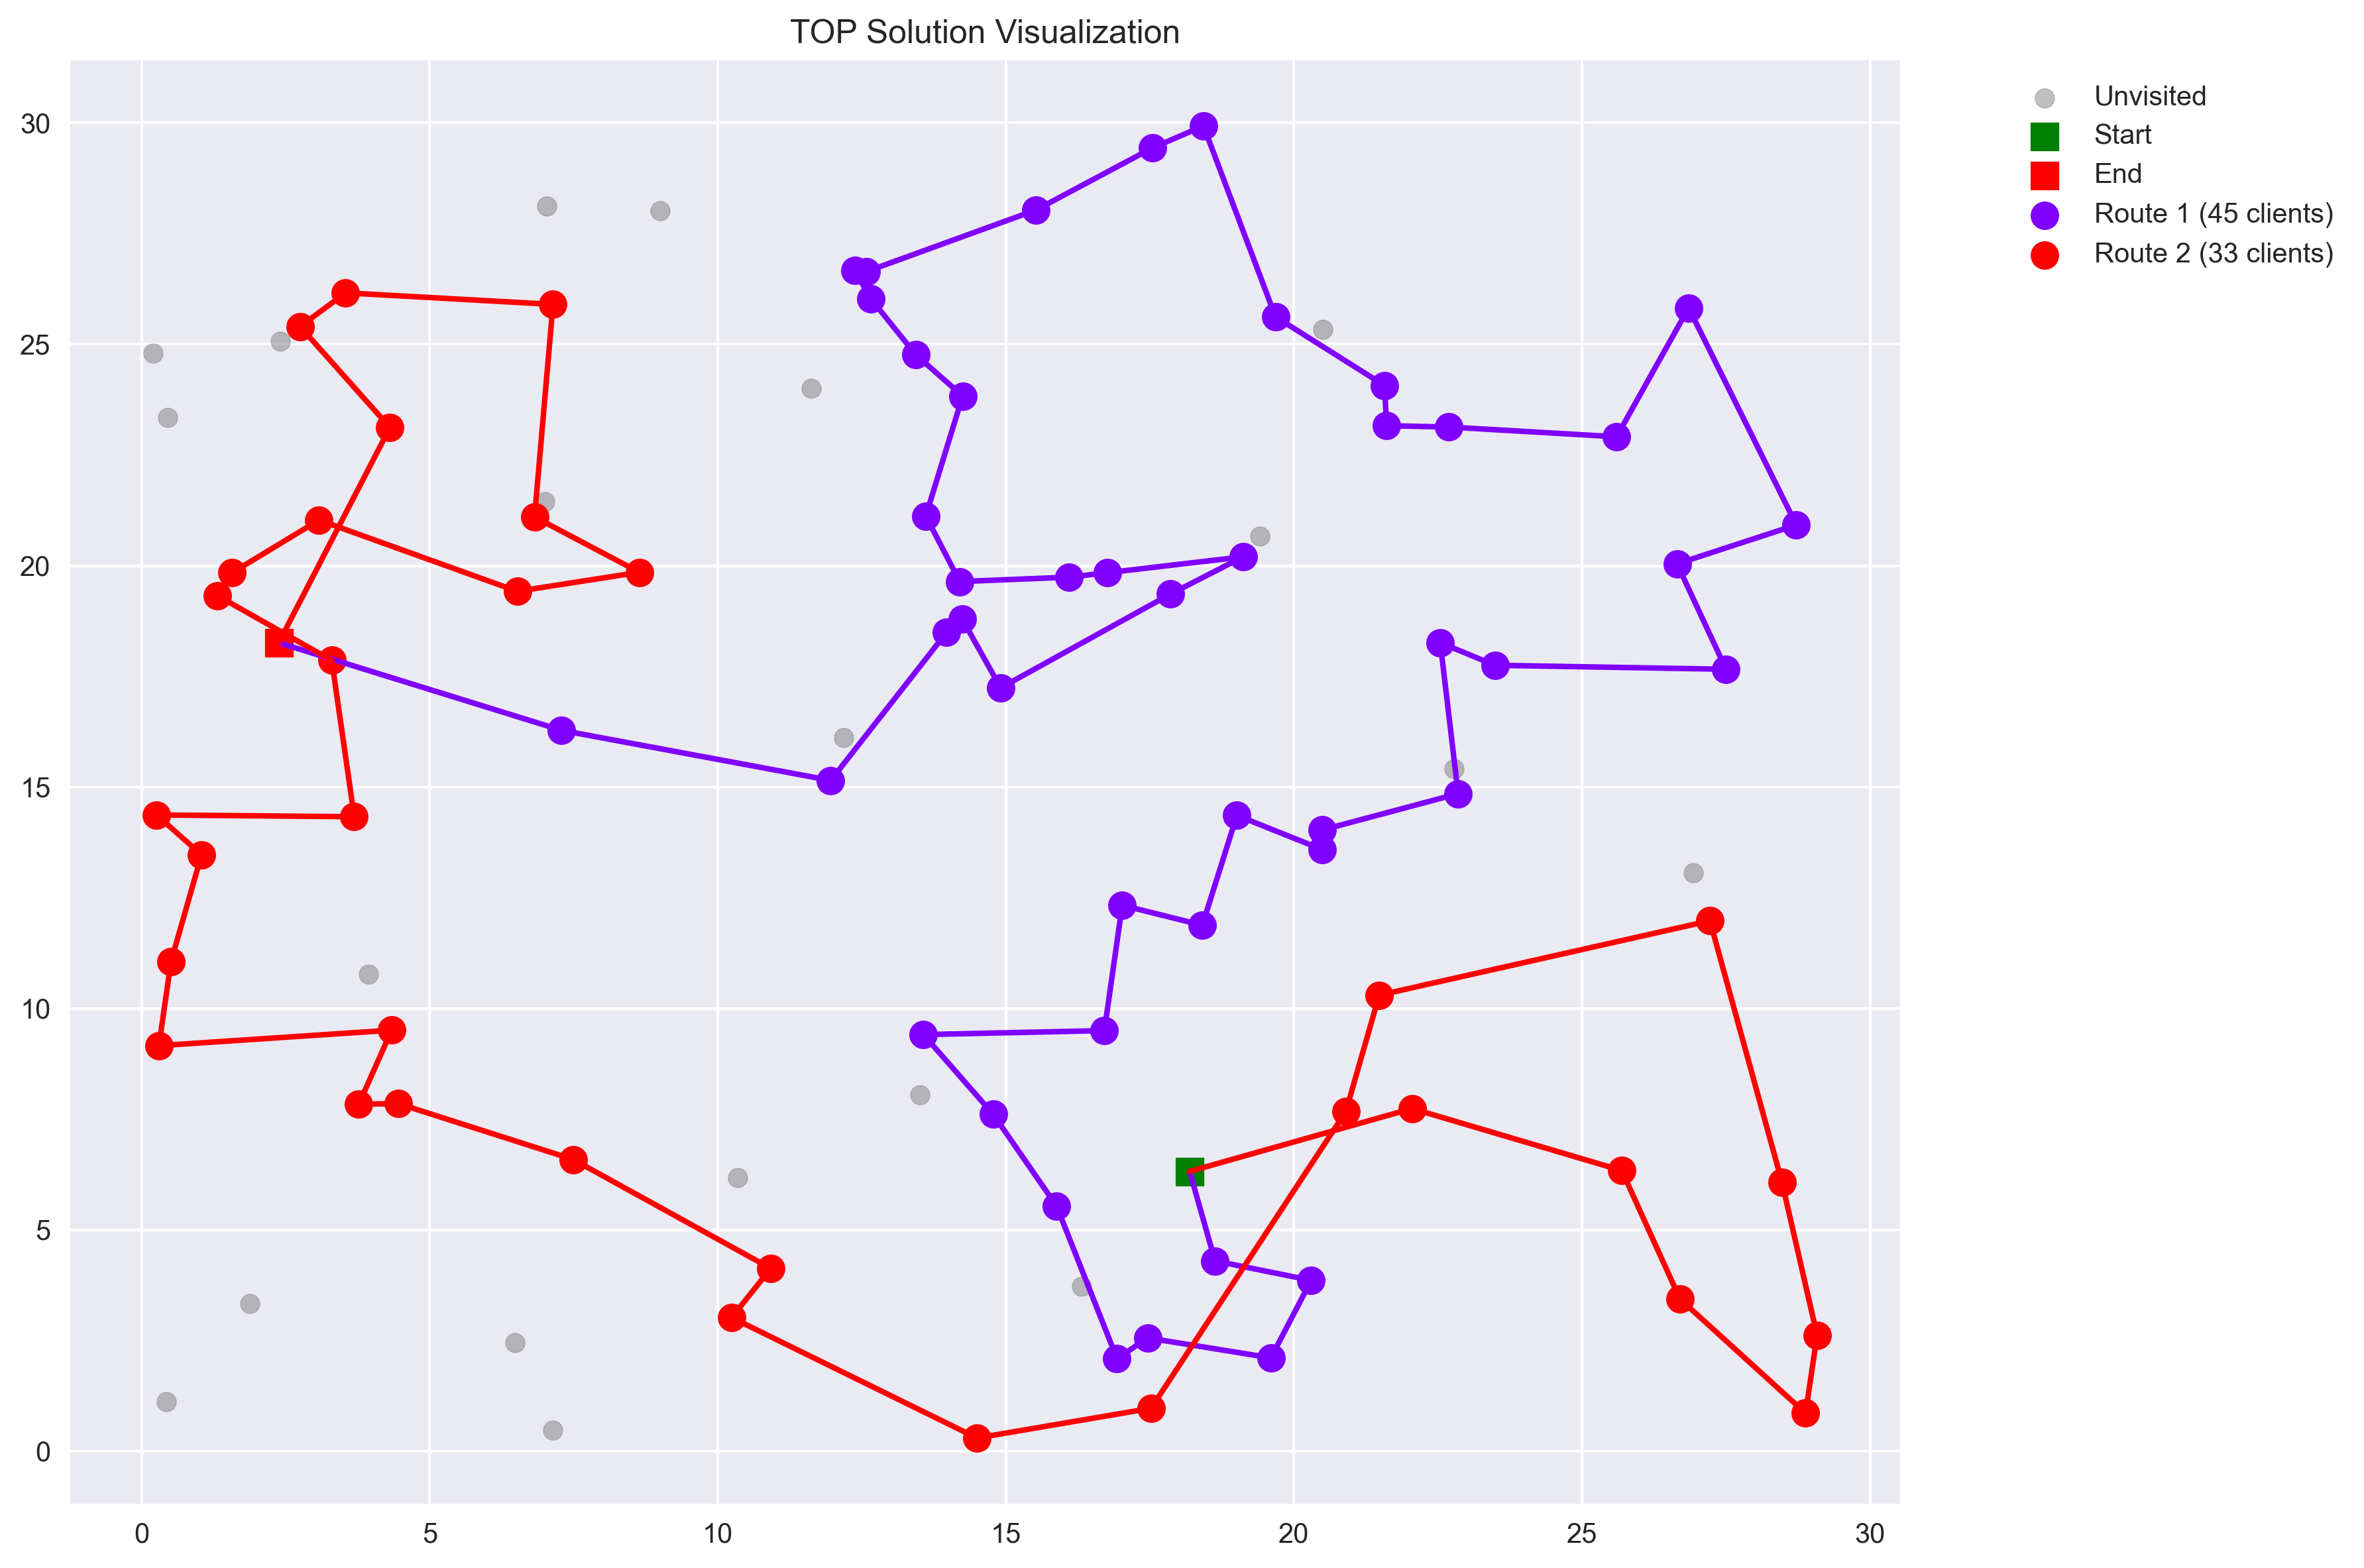 TOP Solution Visualization
30
25
20
15
10
5
0
0 5 10 15 20 25 30
Unvisited
Start
End
Route 1 (45 clients)
Route 2 (33 clients)